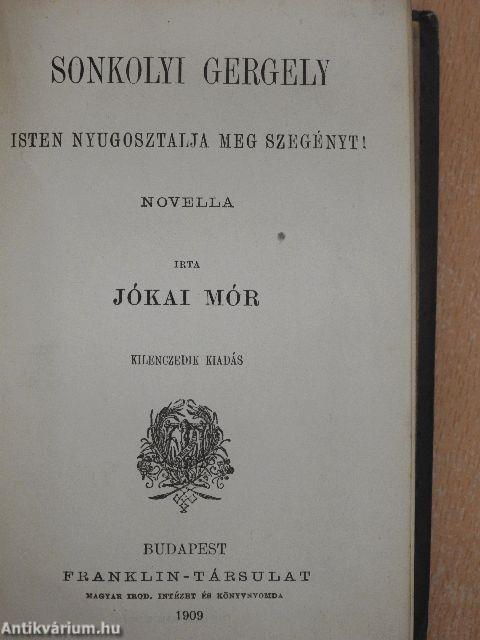 SONKOLYI GERGELY
ISTEN NYUGOSZTALJA MEG SZEGÉNYT!
NOVELLA
IRTA
JÓKAI MÓR
KILENCZEDIK KIADÁS
BUDAPEST
FRANKLIN-TÁRSULAT
MAGYAR IROD. INTÉZET ÉS KÖNYVNYOMDA
1909
Antikvárium.hu